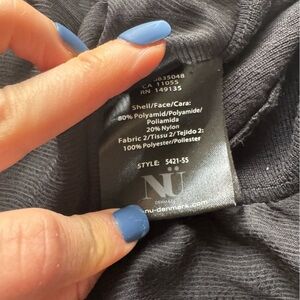 CA 11055
RN 149135
Shell/Face/Cara:
80% Polyamid/Polyamide/
Poliamida
20% Nylon
Fabric 2/Tissu 2/ Tejido 2:
100% Polyester/Poliester
STYLE: 5421-55
NÜ
DENMARK
nu-denmark.com